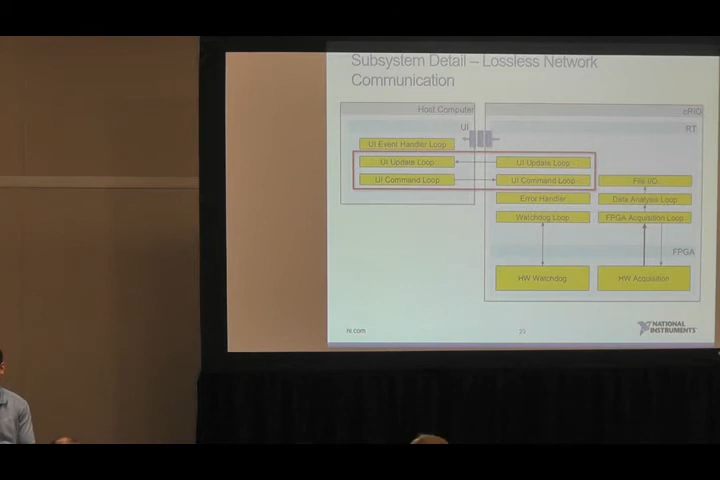 Subsystem Detail – Lossless Network
Communication
Host Computer
cRIO
UI
RT
UI Event Handler Loop
UI Update Loop
UI Update Loop
UI Command Loop
UI Command Loop
File I/O
Error Handler
Data Analysis Loop
Watchdog Loop
FPGA Acquisition Loop
FPGA
HW Watchdog
HW Acquisition
ni.com
23
NATIONAL
INSTRUMENTS